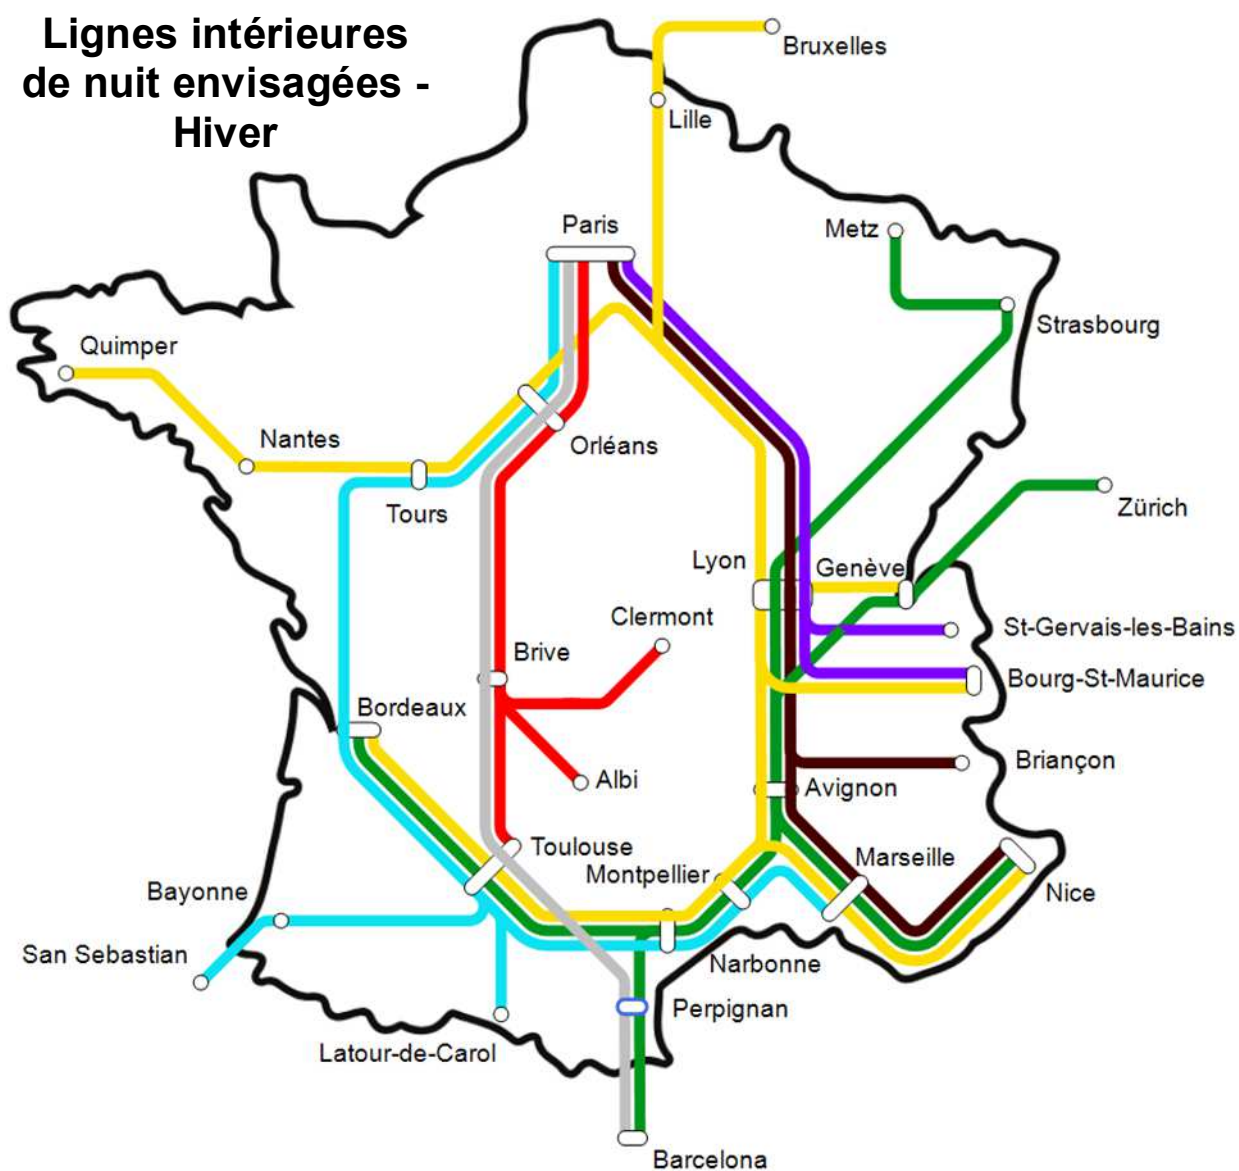 Lignes intérieures
de nuit envisagées -
Hiver
Bruxelles
Lille
Paris
Metz
Strasbourg
Quimper
Nantes
Orléans
Tours
Zürich
Lyon
Genève
Clermont
St-Gervais-les-Bains
Brive
Bourg-St-Maurice
Bordeaux
Briançon
Albi
Avignon
Toulouse
Marseille
Montpellier
Bayonne
Nice
San Sebastian
Narbonne
Perpignan
Latour-de-Carol
Barcelona